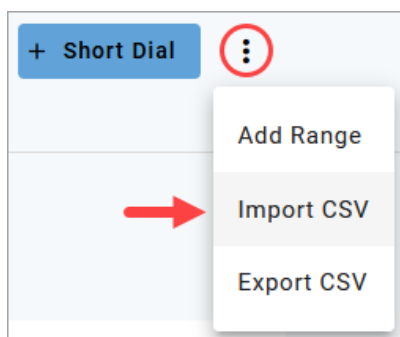 + Short Dial
Add Range
Import CSV
Export CSV